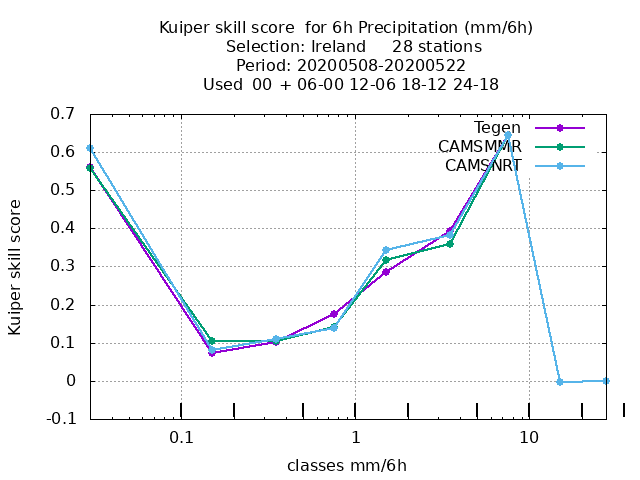 Kuiper skill score  for 6h Precipitation (mm/6h)
Selection: Ireland     28 stations
Period: 20200508-20200522
Used  00 + 06-00 12-06 18-12 24-18
Tegen
CAMSMMR
CAMSNRT
Kuiper skill score
0.7
0.6
0.5
0.4
0.3
0.2
0.1
0
-0.1
0.1
1
10
classes mm/6h